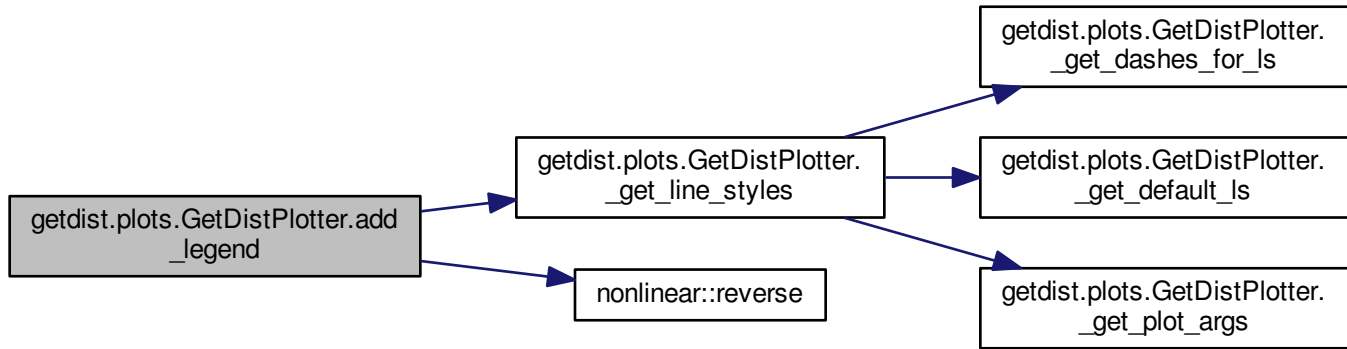 getdist.plots.GetDistPlotter.add
_legend
getdist.plots.GetDistPlotter.
_get_line_styles
nonlinear::reverse
getdist.plots.GetDistPlotter.
_get_dashes_for_ls
getdist.plots.GetDistPlotter.
_get_default_ls
getdist.plots.GetDistPlotter.
_get_plot_args